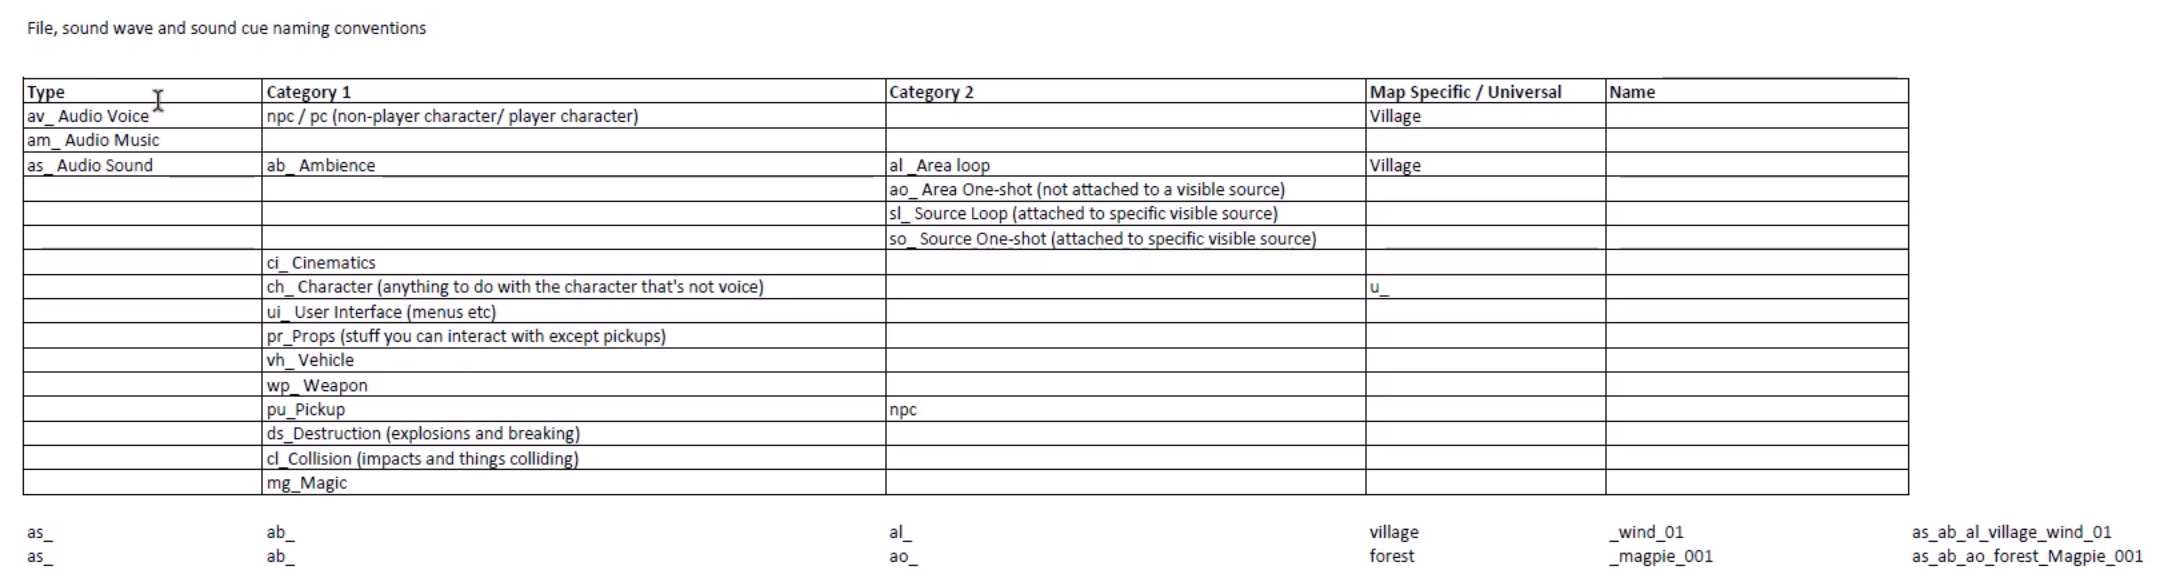 File, sound wave and sound cue naming conventions
Type Category 1 Category 2 Map Specific / Universal Name
av_ Audio Voice npc / pc (non-player character/ player character) Village
am_ Audio Music
as_ Audio Sound ab_ Ambience al _Area loop Village
ao_ Area One-shot (not attached to a visible source)
sl_ Source Loop (attached to specific visible source)
so_ Source One-shot (attached to specific visible source)
ci_ Cinematics
ch_ Character (anything to do with the character that's not voice) u_
ui_ User Interface (menus etc)
pr_Props (stuff you can interact with except pickups)
vh_ Vehicle
wp_ Weapon
pu_Pickup npc
ds_Destruction (explosions and breaking)
cl_Collision (impacts and things colliding)
mg_Magic
as_ ab_ al_ village _wind_01 as_ab_al_village_wind_01
as_ ab_ ao_ forest _magpie_001 as_ab_ao_forest_Magpie_001